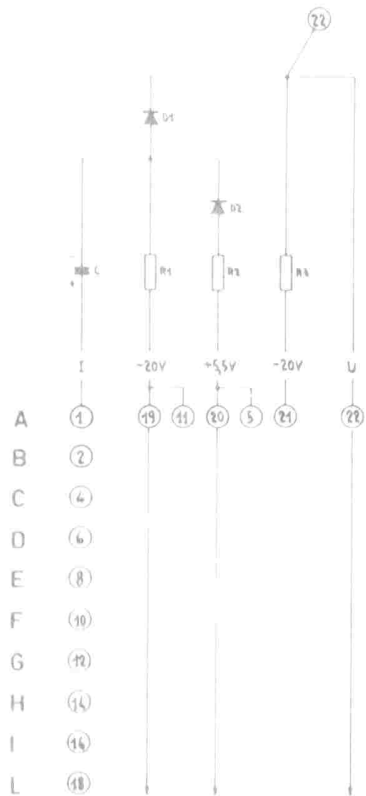 22
D1
D2
C R1 R2 R3
I -20V +5,5V -20V U
A 1 19 11 20 5 21 22
B 2
C 4
D 6
E 8
F 10
G 12
H 14
I 16
L 18